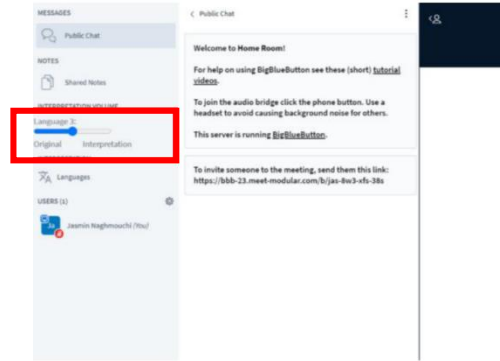 MESSAGES
Public Chat
NOTES
Shared Notes
INTERPRETATION VOLUME
Language 3:
Original Interpretation
Languages
USERS (1)
Ja
Jasmin Naghmouchi (You)
Public Chat
Welcome to Home Room!
For help on using BigBlueButton see these (short) tutorial
videos.
To join the audio bridge click the phone button. Use a
headset to avoid causing background noise for others.
This server is running BigBlueButton.
To invite someone to the meeting, send them this link:
https://bbb-23.meet-modular.com/b/jas-8w3-xfs-38s